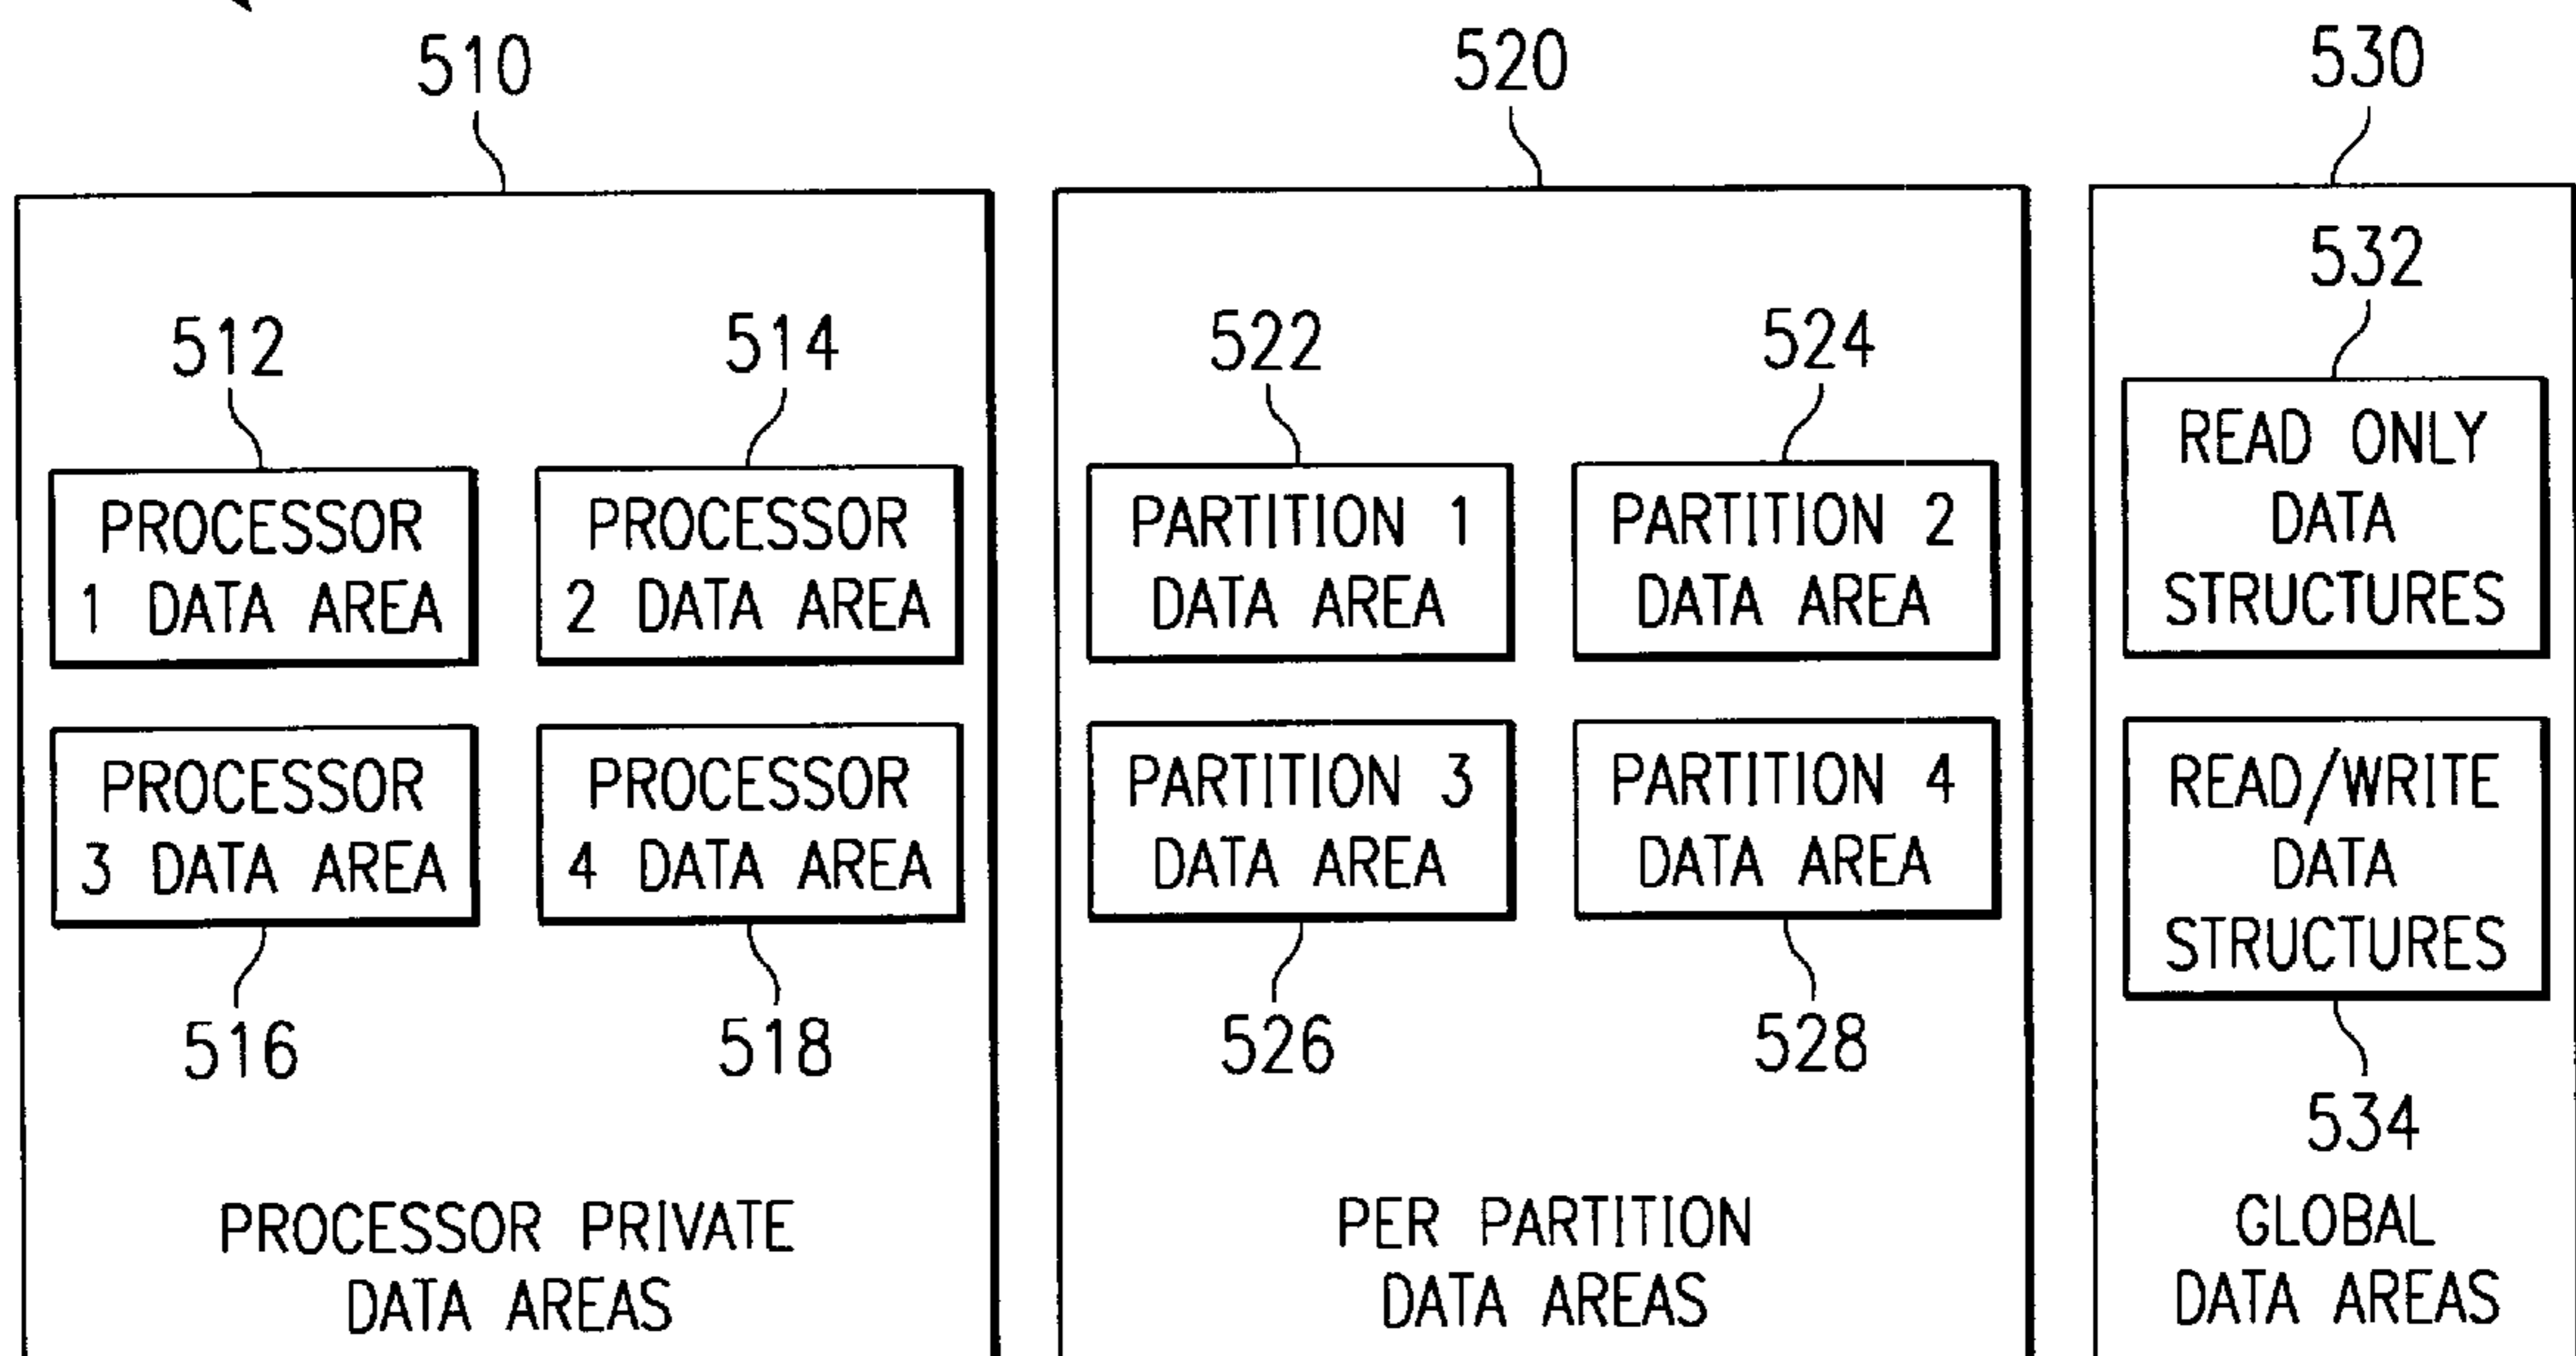 510
520
530
532
512
514
522
524
READ ONLY
DATA
STRUCTURES
PROCESSOR
1 DATA AREA
PROCESSOR
2 DATA AREA
PARTITION 1
DATA AREA
PARTITION 2
DATA AREA
PROCESSOR
3 DATA AREA
PROCESSOR
4 DATA AREA
PARTITION 3
DATA AREA
PARTITION 4
DATA AREA
READ/WRITE
DATA
STRUCTURES
516
518
526
528
534
PROCESSOR PRIVATE
DATA AREAS
PER PARTITION
DATA AREAS
GLOBAL
DATA AREAS